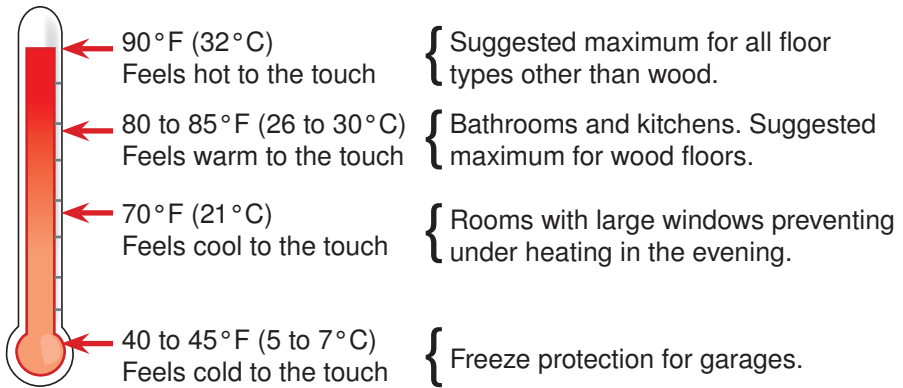 90°F (32°C)
Feels hot to the touch
Suggested maximum for all floor
types other than wood.
80 to 85°F (26 to 30°C)
Feels warm to the touch
Bathrooms and kitchens. Suggested
maximum for wood floors.
70°F (21°C)
Feels cool to the touch
Rooms with large windows preventing
under heating in the evening.
40 to 45°F (5 to 7°C)
Feels cold to the touch
Freeze protection for garages.